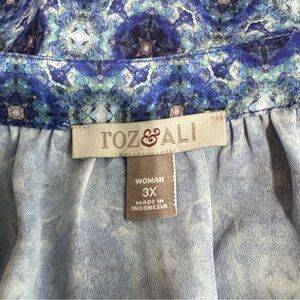 roz&ALI
WOMAN
3X
MADE IN
INDONESIA